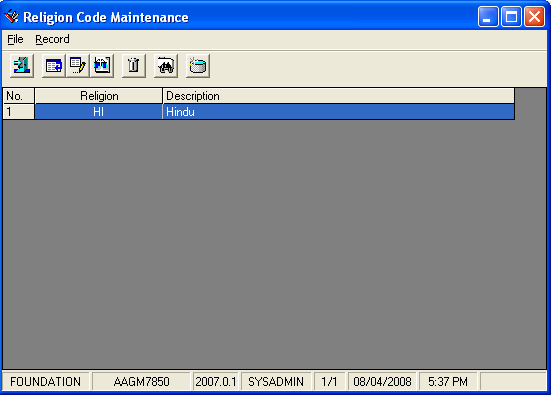 Religion Code Maintenance
File Record
No. Religion Description
1 HI Hindu
FOUNDATION AAGM7850 2007.0.1 SYSADMIN 1/1 08/04/2008 5:37 PM